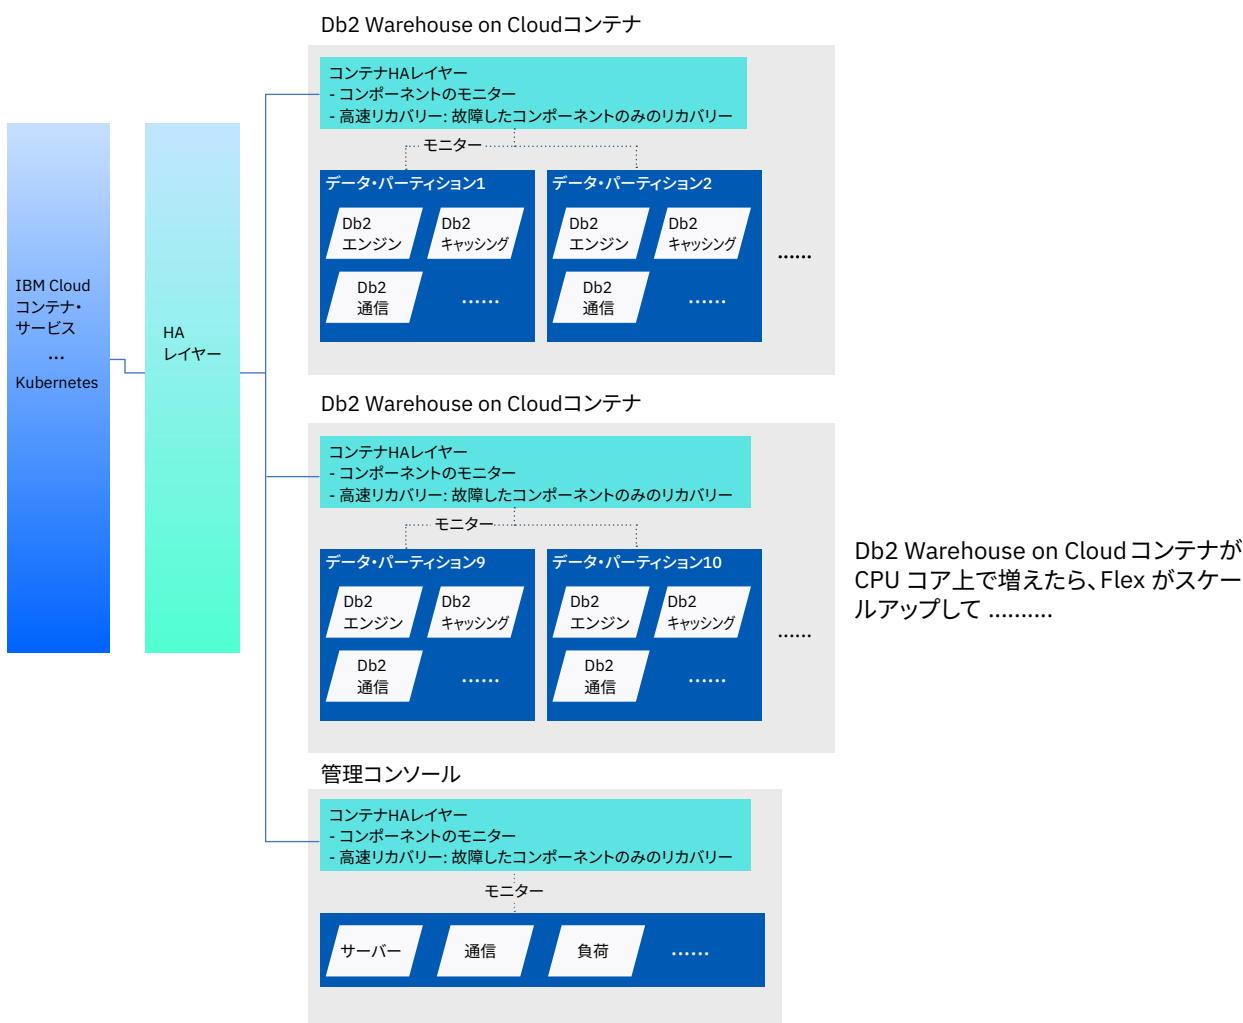 Db2 Warehouse on Cloudコンテナ
コンテナHAレイヤー
- コンポーネントのモニター
- 高速リカバリー: 故障したコンポーネントのみのリカバリー
モニター
データ・パーティション1
Db2
エンジン
Db2
キャッシング
Db2
通信
......
データ・パーティション2
Db2
エンジン
Db2
キャッシング
Db2
通信
......
......
IBM Cloud
コンテナ・
サービス
...
Kubernetes
HA
レイヤー
Db2 Warehouse on Cloudコンテナ
コンテナHAレイヤー
- コンポーネントのモニター
- 高速リカバリー: 故障したコンポーネントのみのリカバリー
モニター
データ・パーティション9
Db2
エンジン
Db2
キャッシング
Db2
通信
......
データ・パーティション10
Db2
エンジン
Db2
キャッシング
Db2
通信
......
......
Db2 Warehouse on Cloud コンテナが
CPU コア上で増えたら、Flex がスケー
ルアップして ..........
管理コンソール
コンテナHAレイヤー
- コンポーネントのモニター
- 高速リカバリー: 故障したコンポーネントのみのリカバリー
モニター
サーバー
通信
負荷
......